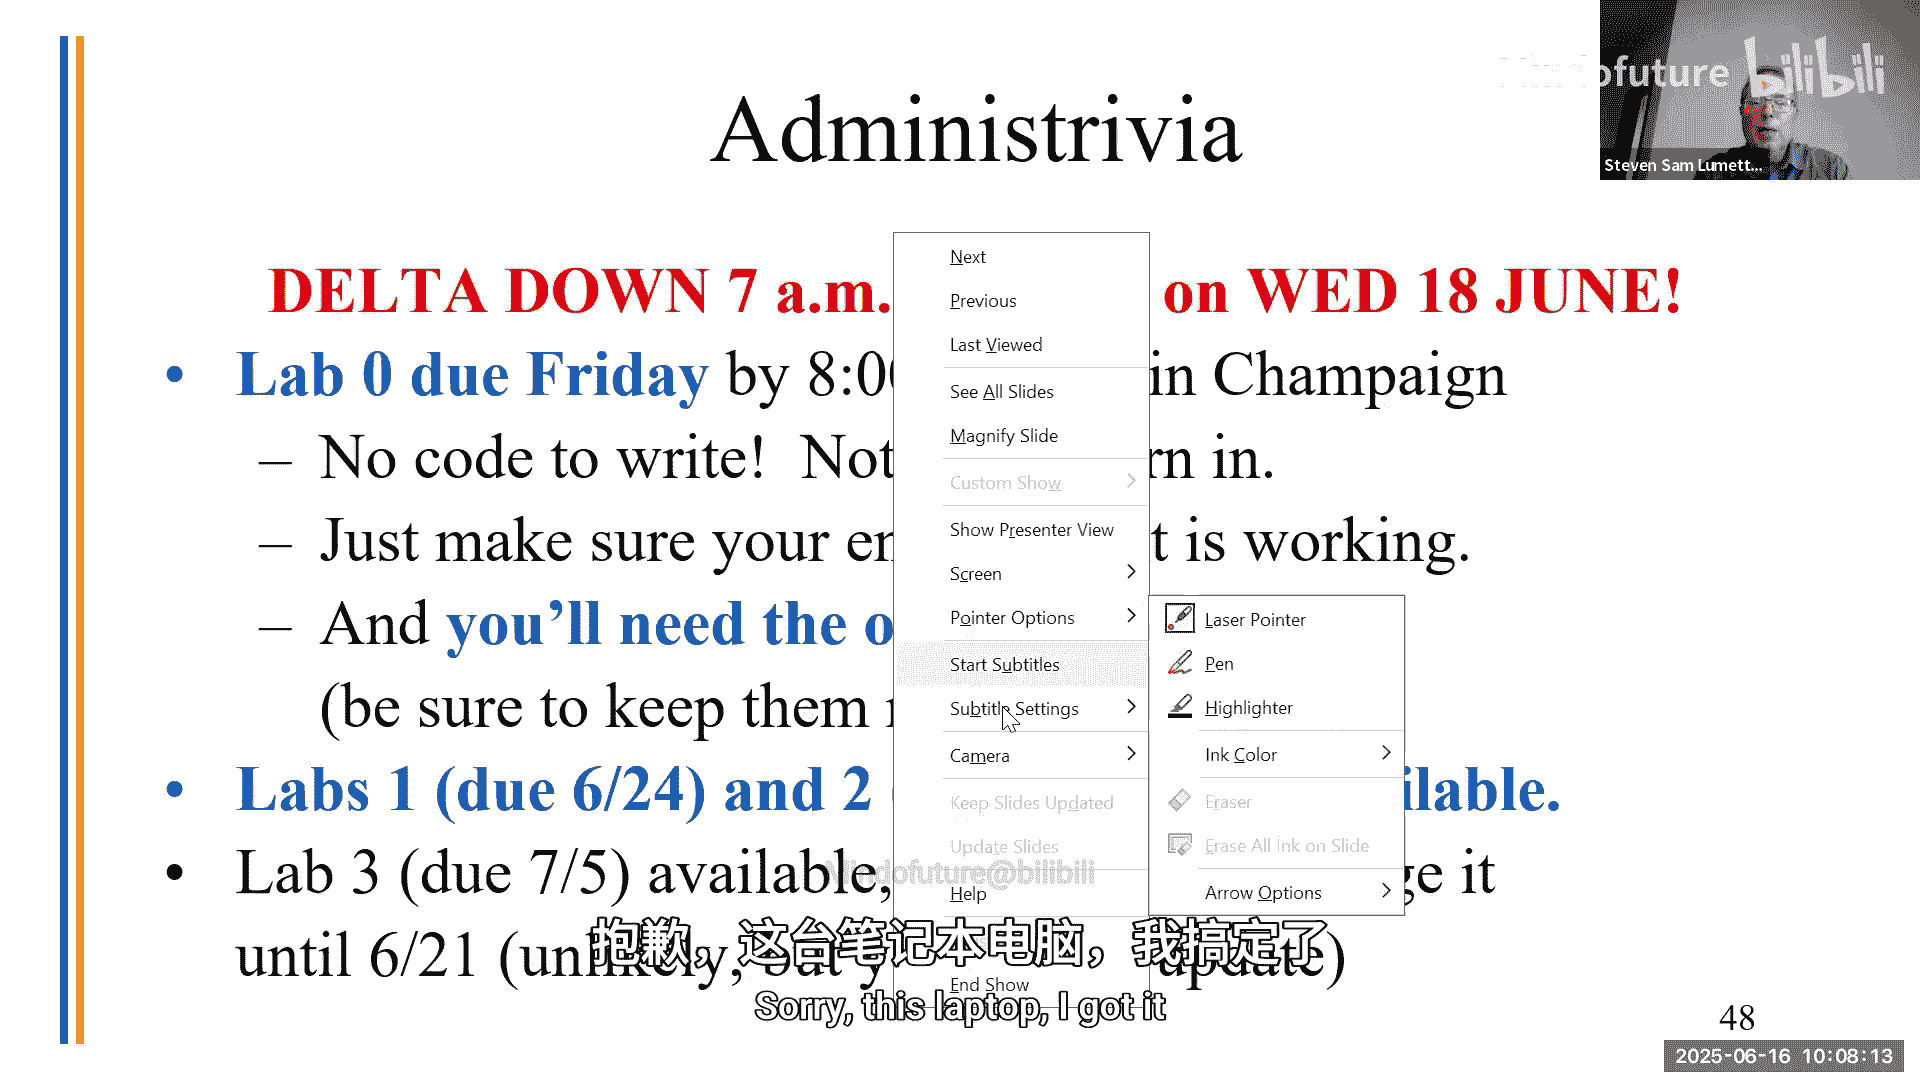 Administrivia
ofuture bilibili
Steven Sam Lumett...
DELTA DOWN 7 a.m. on WED 18 JUNE!
• Lab 0 due Friday by 8:0 in Champaign
– No code to write! Not rn in.
– Just make sure your en t is working.
– And you'll need the o
(be sure to keep them
• Labs 1 (due 6/24) and 2 ilable.
• Lab 3 (due 7/5) available, ge it
until 6/21 (unlikely, but y update)
Next
Previous
Last Viewed
See All Slides
Magnify Slide
Custom Show
Show Presenter View
Screen
Pointer Options
Start Subtitles
Subtitle Settings
Camera
Keep Slides Updated
Update Slides
Help
End Show
Laser Pointer
Pen
Highlighter
Ink Color
Eraser
Erase All Ink on Slide
Arrow Options
Mindofuture@bilibili
抱歉，这台笔记本电脑，我搞定了
Sorry, this laptop, I got it
48
2025-06-16 10:08:13